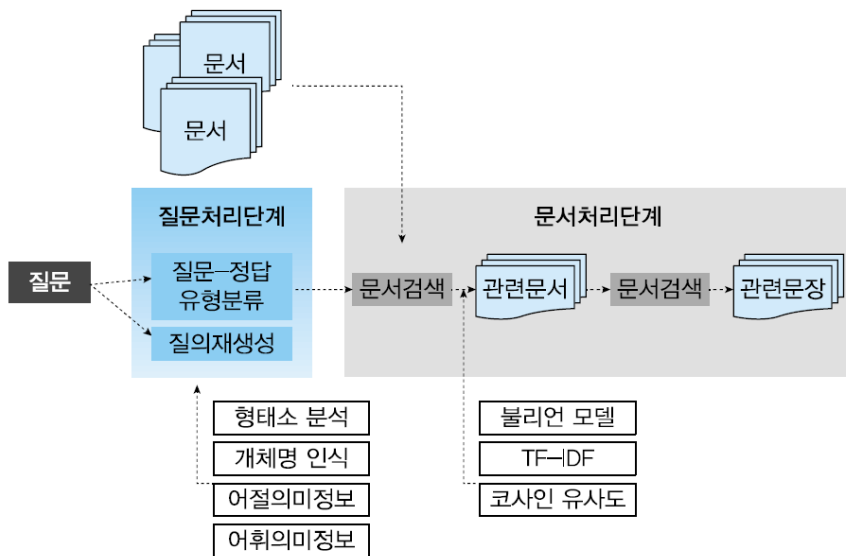 문서
문서
질문처리단계
문서처리단계
질문
질문–정답
유형분류
질의재생성
문서검색
관련문서
문서검색
관련문장
형태소 분석
개체명 인식
어절의미정보
어휘의미정보
불리언 모델
TF–IDF
코사인 유사도